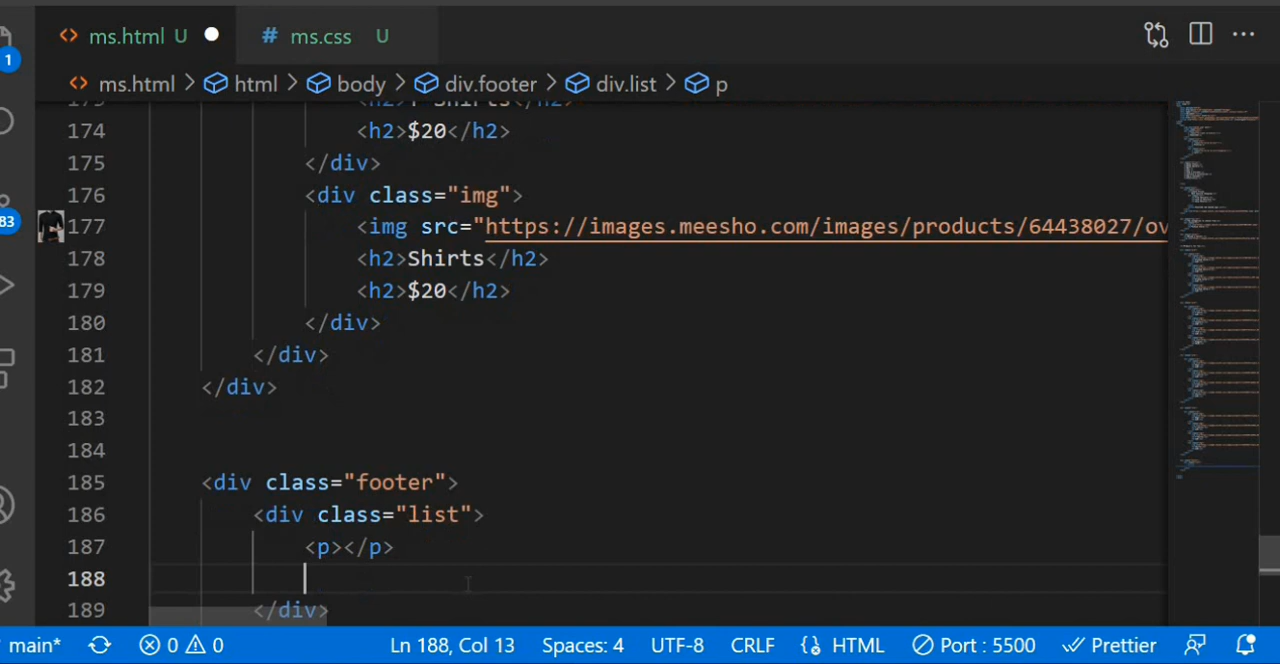 <> ms.html U ● # ms.css U
1
<> ms.html > html > body > div.footer > div.list > p
174 <h2>$20</h2>
175 </div>
176 <div class="img">
83
177 <img src="https://images.meesho.com/images/products/64438027/ov
178 <h2>Shirts</h2>
179 <h2>$20</h2>
180 </div>
181 </div>
182 </div>
183
184
185 <div class="footer">
186 <div class="list">
187 <p></p>
188
189 </div>
main* 0 0 Ln 188, Col 13 Spaces: 4 UTF-8 CRLF {} HTML Port : 5500 Prettier